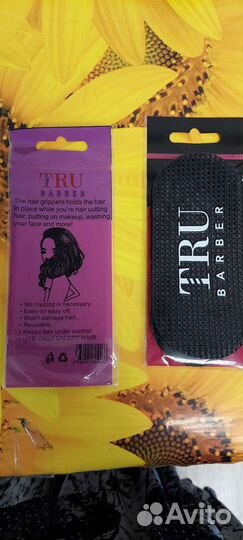 TRU
BARBER
The hair grippers holds the hair
in place while you're hair cutting
hair, putting on makeup, washing
your face and more!
• No clipping is necessary.
• Easy on easy off.
• Won't damage hair.
• Reusable.
• Keeps hair under control.
• USE ONLY ON DRY HAIR.
TRU
BARBER
Avito